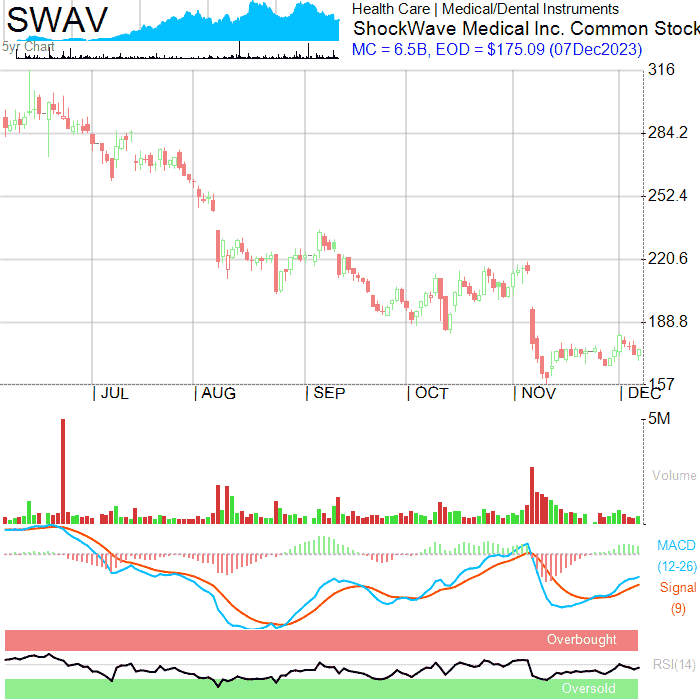 SWAV
5yr Chart
Health Care | Medical/Dental Instruments
ShockWave Medical Inc. Common Stock
MC = 6.5B, EOD = $175.09 (07Dec2023)
316
284.2
252.4
220.6
188.8
157
| JUL | AUG | SEP | OCT | NOV | DEC
5M
Volume
MACD
(12-26)
Signal
(9)
Overbought
RSI(14)
Oversold